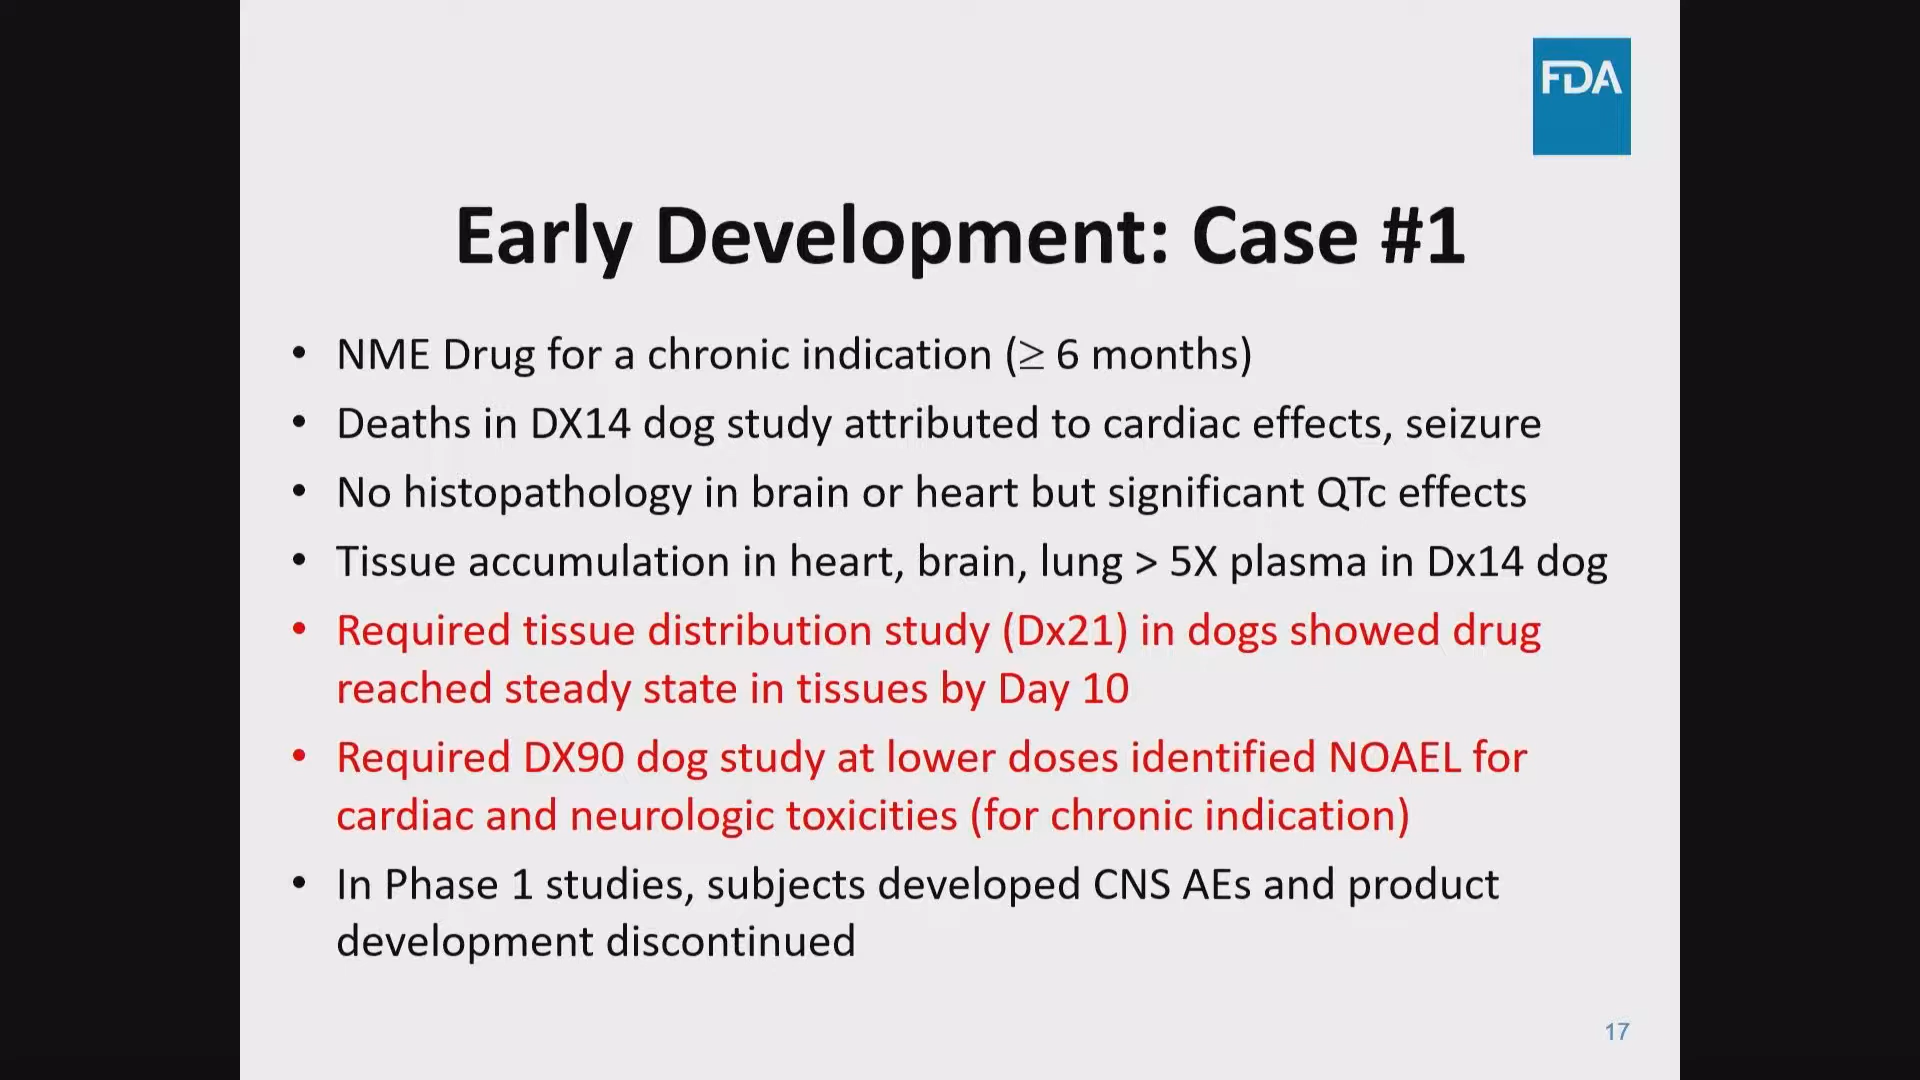 FDA
Early Development: Case #1
• NME Drug for a chronic indication (≥ 6 months)
• Deaths in DX14 dog study attributed to cardiac effects, seizure
• No histopathology in brain or heart but significant QTc effects
• Tissue accumulation in heart, brain, lung > 5X plasma in Dx14 dog
• Required tissue distribution study (Dx21) in dogs showed drug
reached steady state in tissues by Day 10
• Required DX90 dog study at lower doses identified NOAEL for
cardiac and neurologic toxicities (for chronic indication)
• In Phase 1 studies, subjects developed CNS AEs and product
development discontinued
17